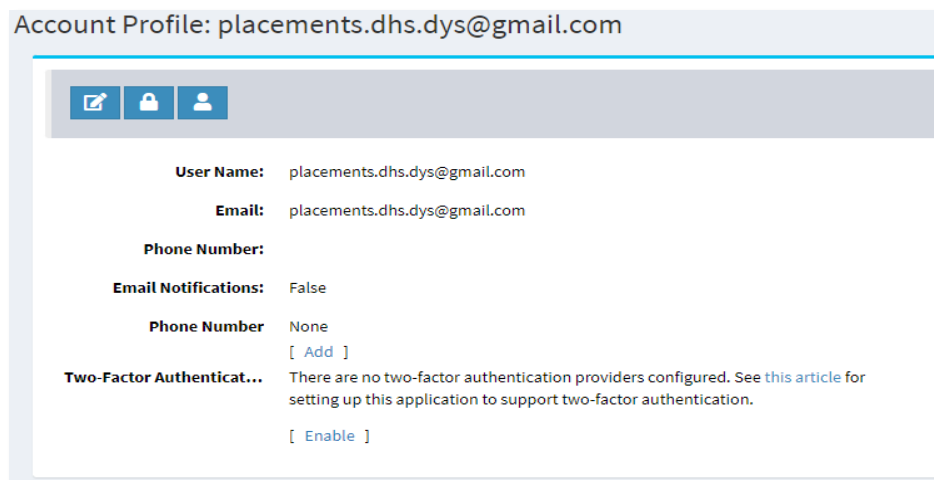 Account Profile: placements.dhs.dys@gmail.com
User Name: placements.dhs.dys@gmail.com
Email: placements.dhs.dys@gmail.com
Phone Number:
Email Notifications: False
Phone Number None
[ Add ]
Two-Factor Authenticat... There are no two-factor authentication providers configured. See this article for
setting up this application to support two-factor authentication.
[ Enable ]